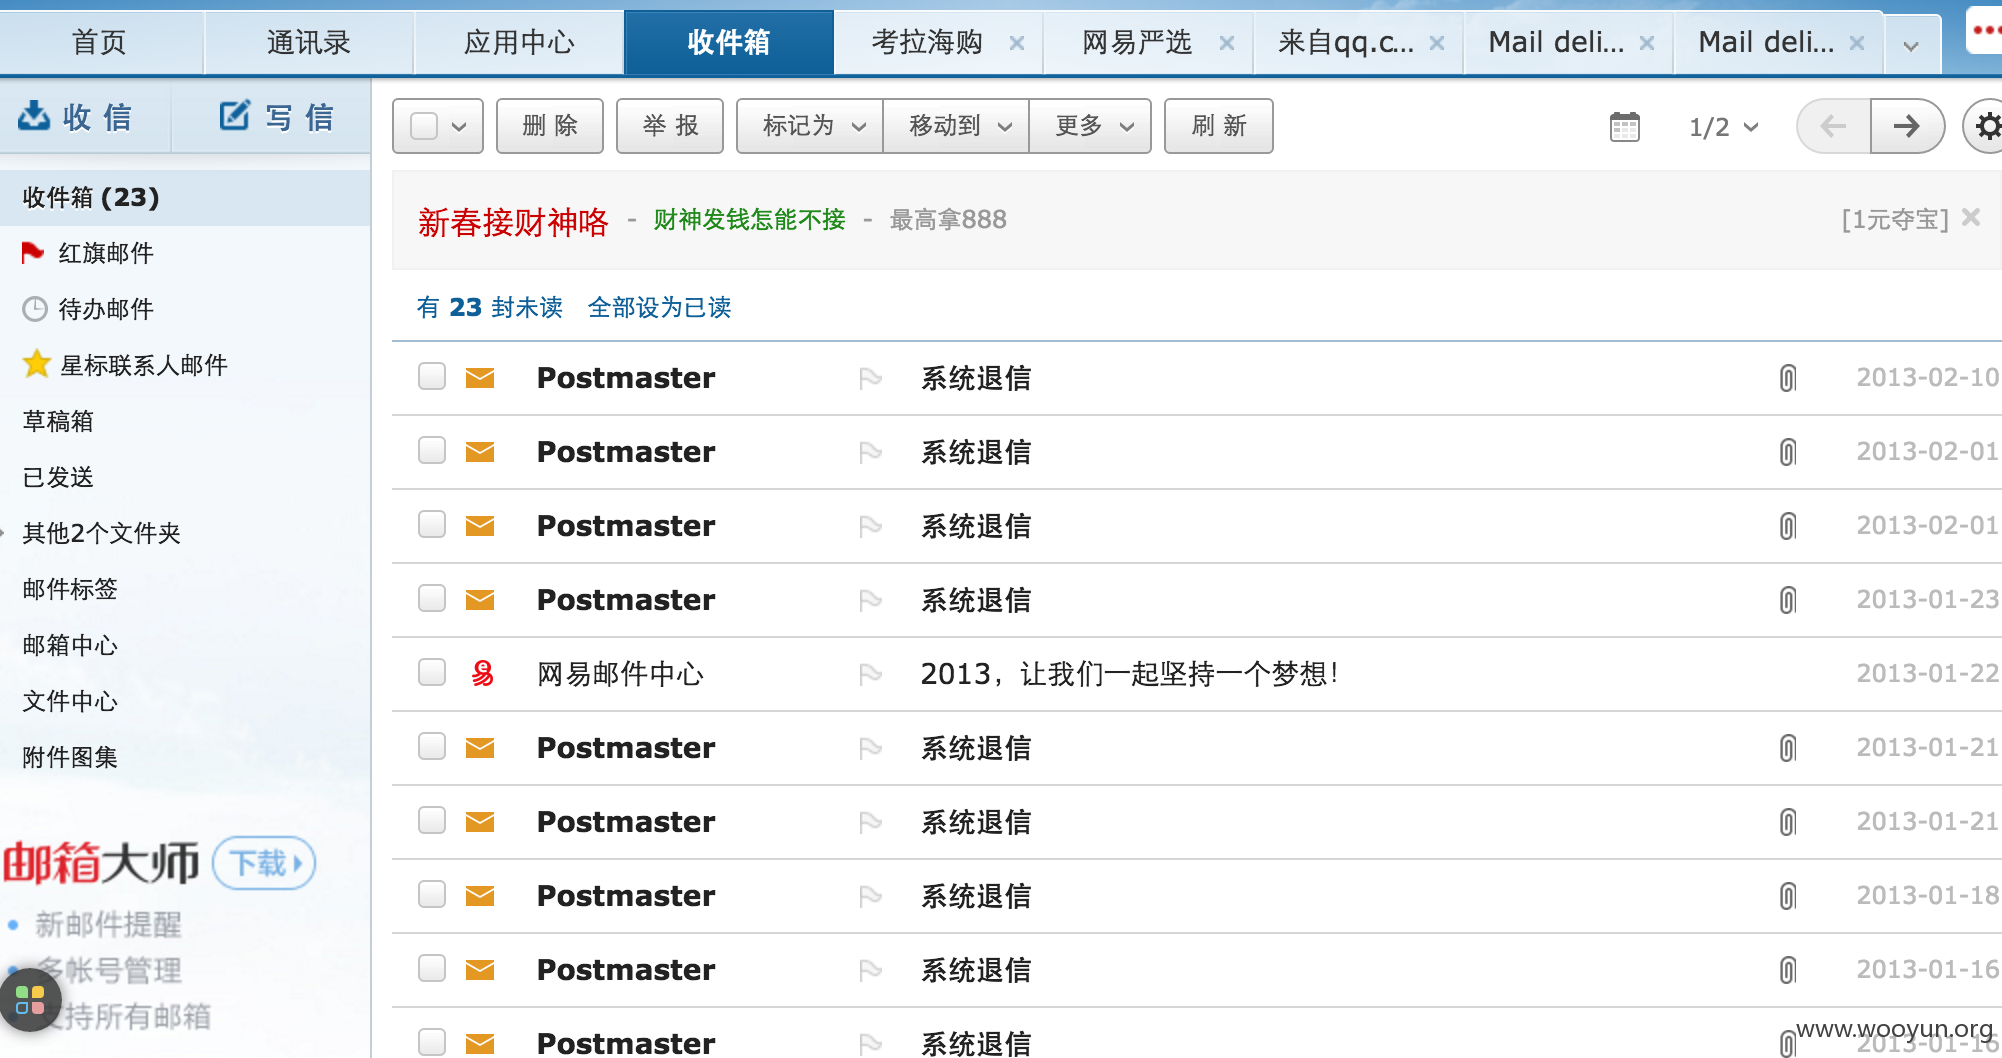 首页 通讯录 应用中心 收件箱 考拉海购 网易严选 来自qq.c... Mail deli... Mail deli...
收信 写信
删除 举报 标记为 移动到 更多 刷新 1/2
收件箱 (23)
红旗邮件
待办邮件
星标联系人邮件
草稿箱
已发送
其他2个文件夹
邮件标签
邮箱中心
文件中心
附件图集
邮箱大师 下载
新邮件提醒
多帐号管理
支持所有邮箱
新春接财神咯 - 财神发钱怎能不接 - 最高拿888 [1元夺宝]
有 23 封未读 全部设为已读
Postmaster 系统退信 2013-02-10
Postmaster 系统退信 2013-02-01
Postmaster 系统退信 2013-02-01
Postmaster 系统退信 2013-01-23
网易邮件中心 2013，让我们一起坚持一个梦想！ 2013-01-22
Postmaster 系统退信 2013-01-21
Postmaster 系统退信 2013-01-21
Postmaster 系统退信 2013-01-18
Postmaster 系统退信 2013-01-16
Postmaster 系统退信 2013-01-16
www.wooyun.org